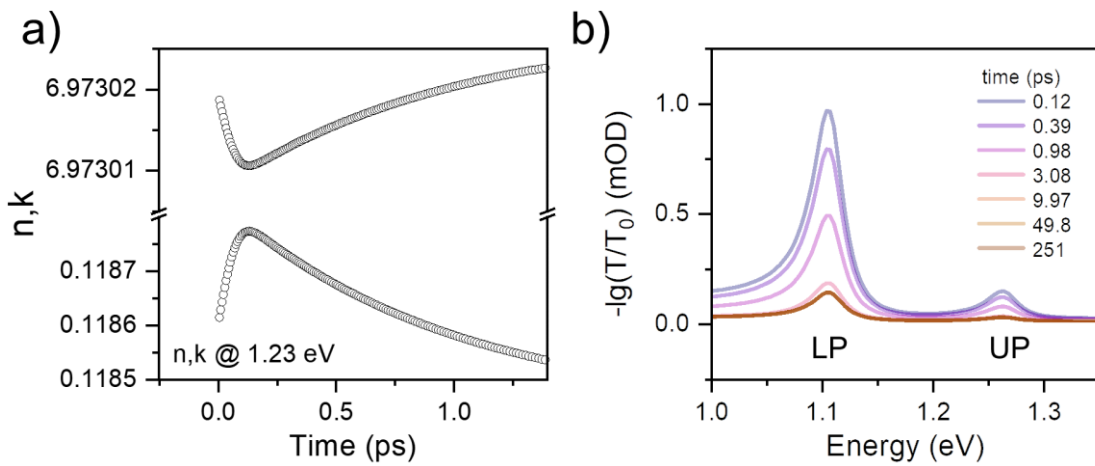 a)
n,k
6.97302
6.97301
0.1187
0.1186
0.1185
n,k @ 1.23 eV
0.0
0.5
1.0
Time (ps)
b)
-lg(T/T₀) (mOD)
1.0
0.5
0.0
time (ps)
0.12
0.39
0.98
3.08
9.97
49.8
251
LP
UP
1.0
1.1
1.2
1.3
Energy (eV)